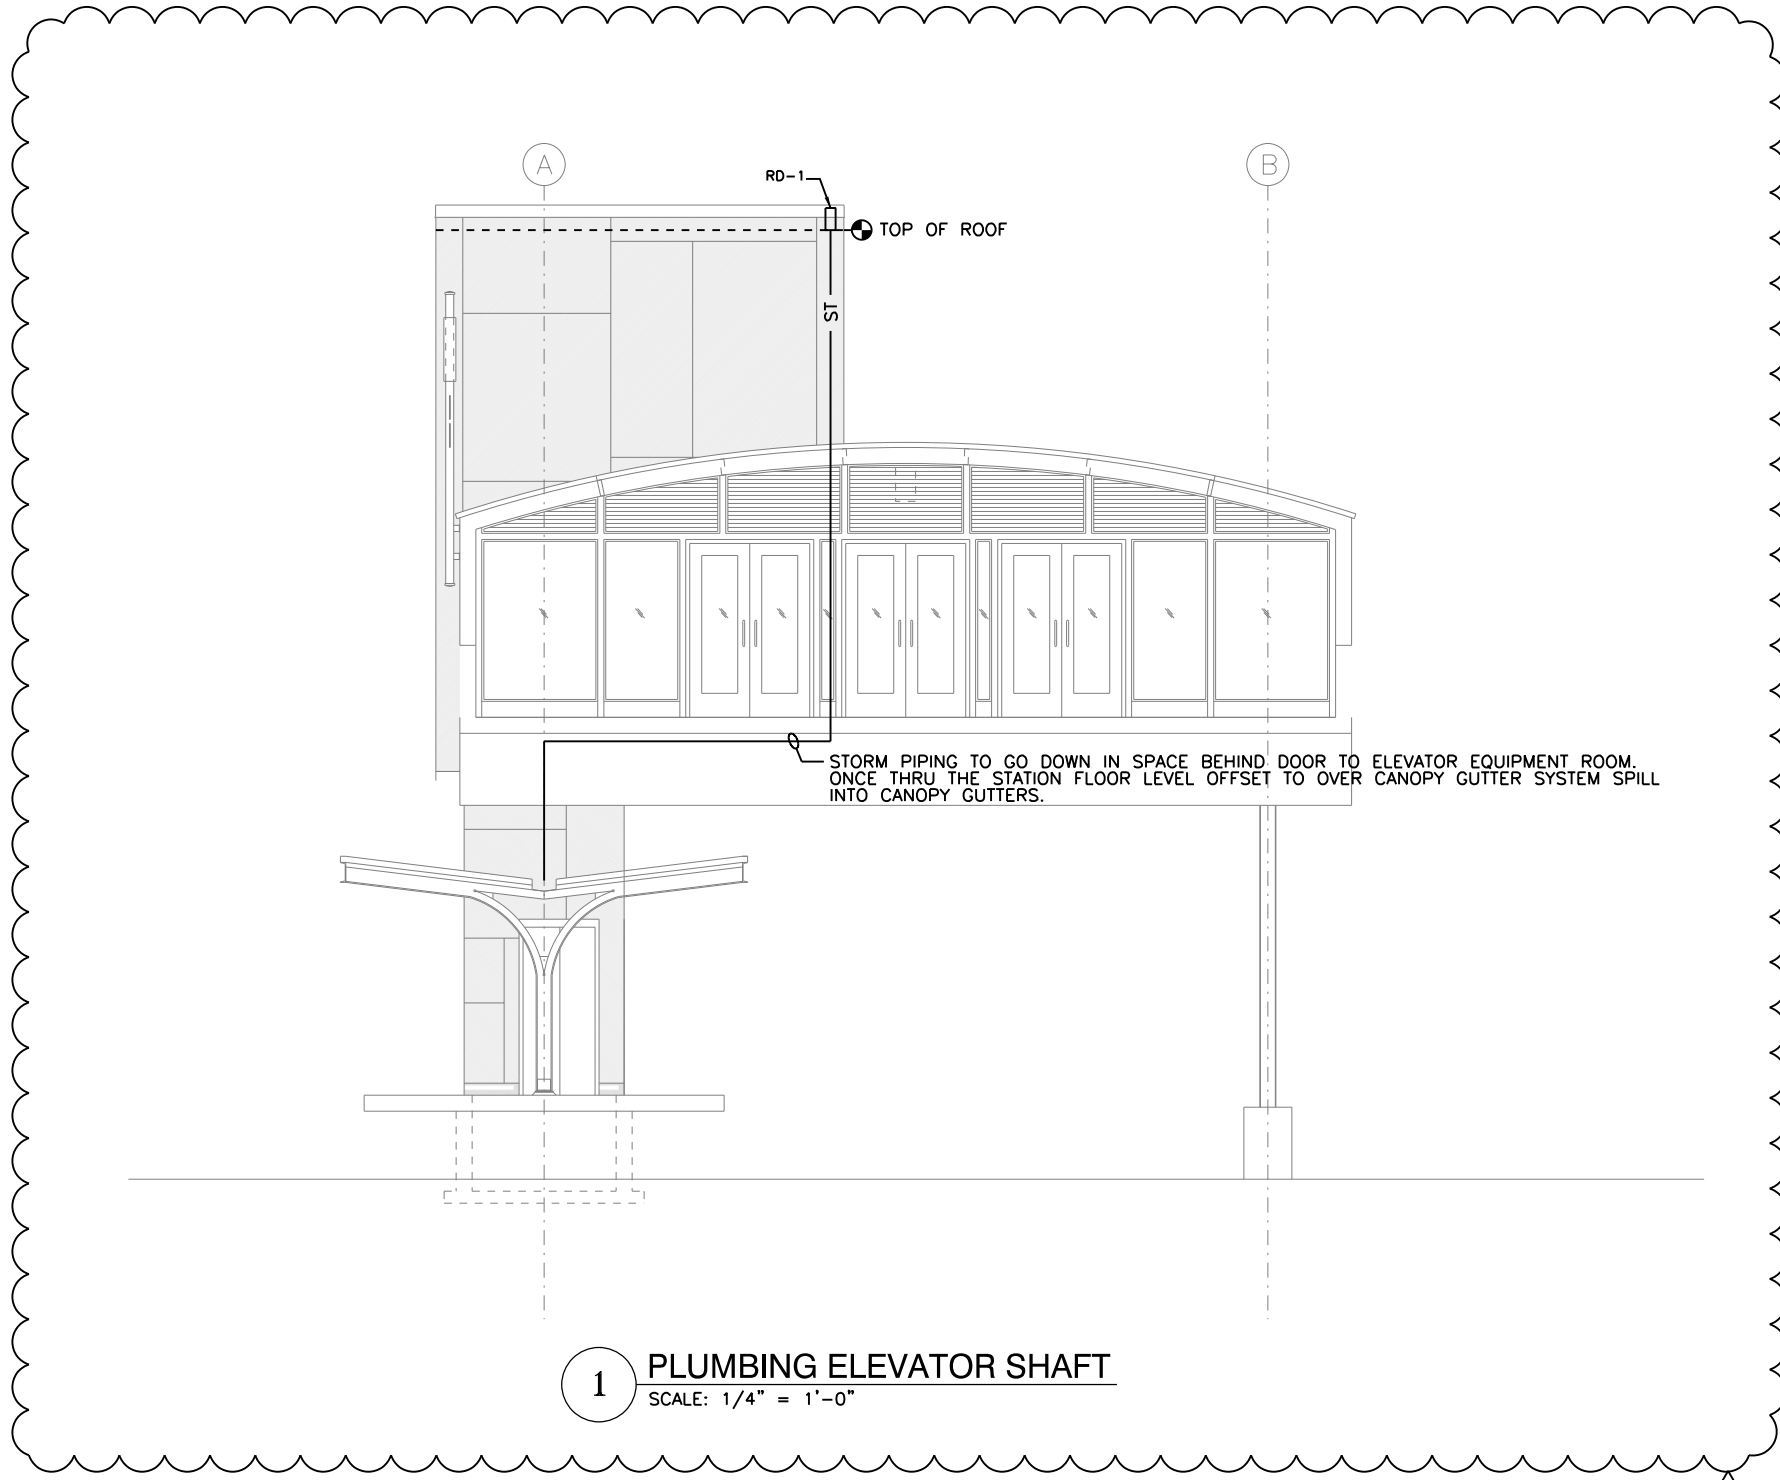 A
B
RD-1
TOP OF ROOF
ST
STORM PIPING TO GO DOWN IN SPACE BEHIND DOOR TO ELEVATOR EQUIPMENT ROOM.
ONCE THRU THE STATION FLOOR LEVEL OFFSET TO OVER CANOPY GUTTER SYSTEM SPILL
INTO CANOPY GUTTERS.
1
PLUMBING ELEVATOR SHAFT
SCALE: 1/4" = 1'-0"